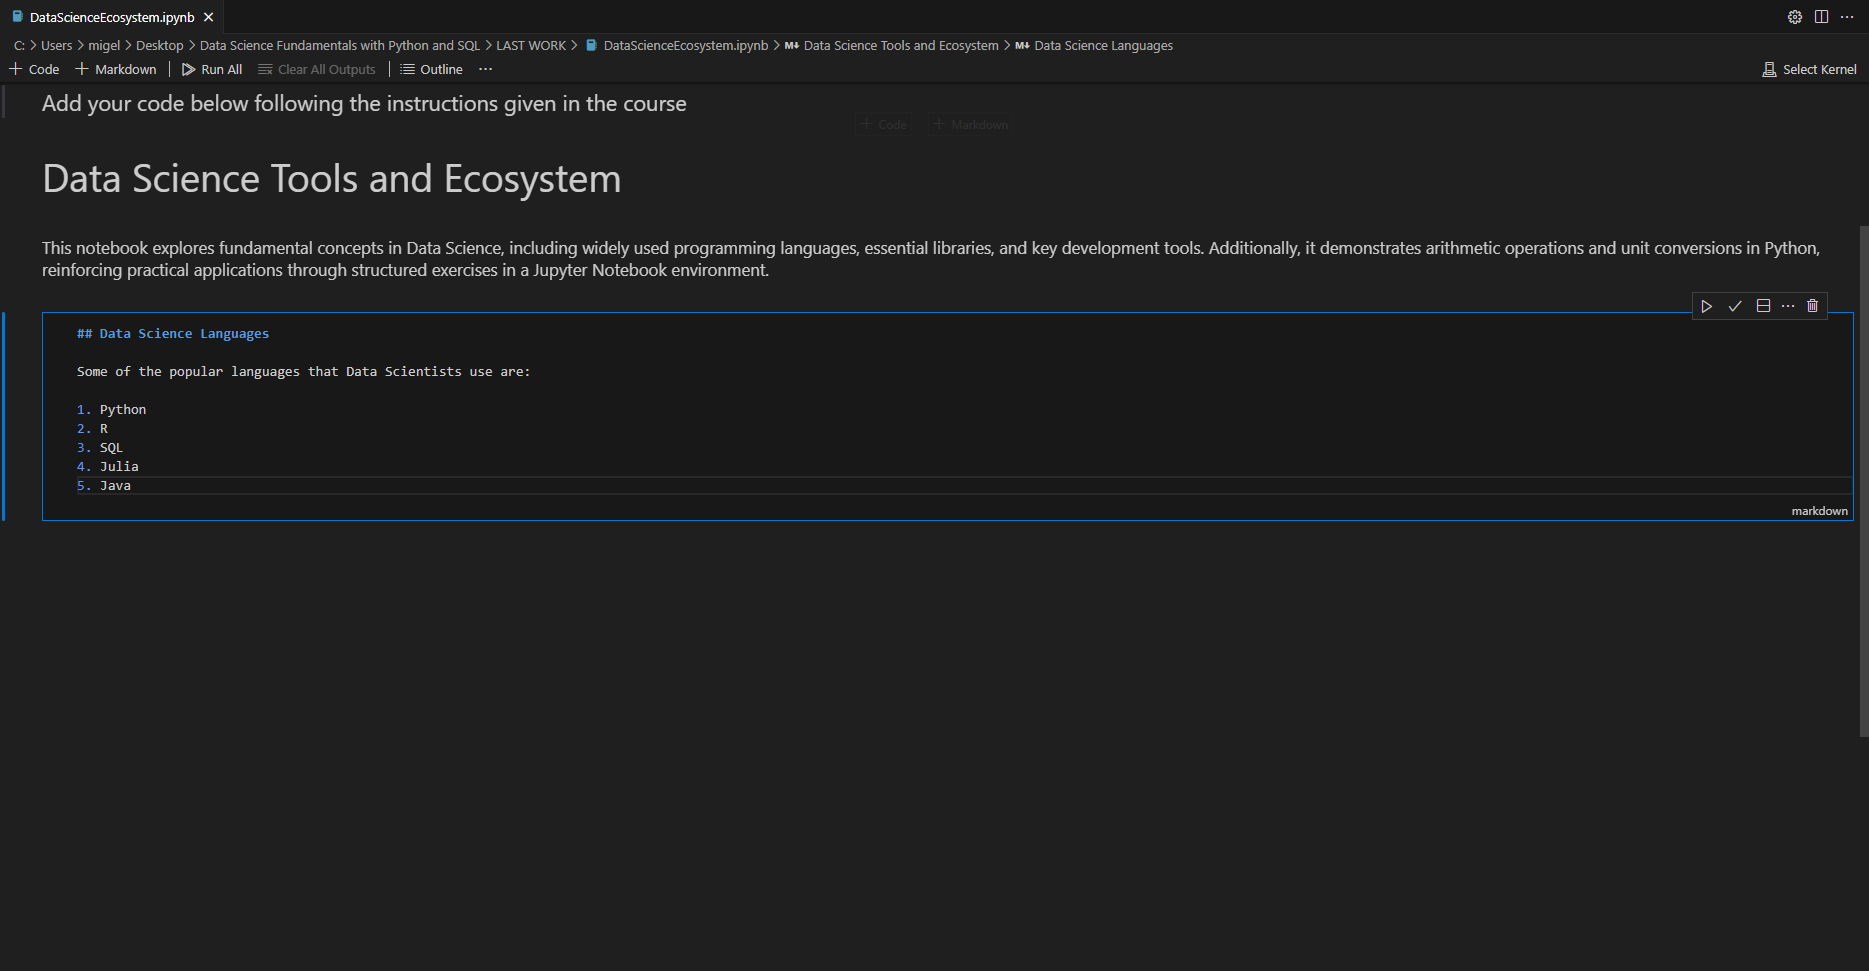 DataScienceEcosystem.ipynb
C: > Users > migel > Desktop > Data Science Fundamentals with Python and SQL > LAST WORK > DataScienceEcosystem.ipynb > M↓ Data Science Tools and Ecosystem > M↓ Data Science Languages
+ Code + Markdown | Run All Clear All Outputs | Outline ··· Select Kernel
Add your code below following the instructions given in the course
+ Code + Markdown
Data Science Tools and Ecosystem
This notebook explores fundamental concepts in Data Science, including widely used programming languages, essential libraries, and key development tools. Additionally, it demonstrates arithmetic operations and unit conversions in Python,
reinforcing practical applications through structured exercises in a Jupyter Notebook environment.
## Data Science Languages
Some of the popular languages that Data Scientists use are:
1. Python
2. R
3. SQL
4. Julia
5. Java
markdown